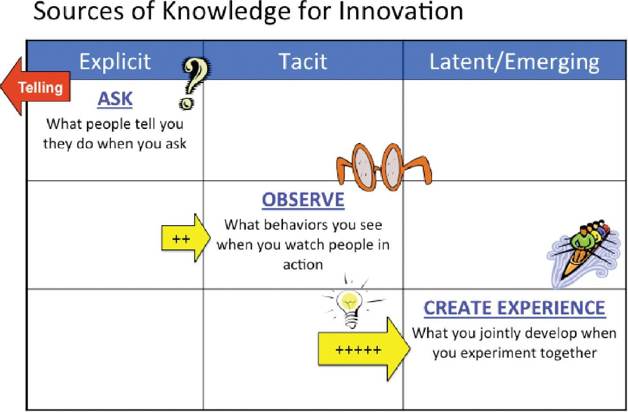 Sources of Knowledge for Innovation
Explicit
Tacit
Latent/Emerging
Telling
?
ASK
What people tell you
they do when you ask
OBSERVE
What behaviors you see
when you watch people in
action
++
CREATE EXPERIENCE
What you jointly develop when
you experiment together
+++++